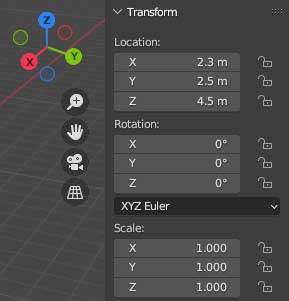 Transform
Location:
X 2.3 m
Y 2.5 m
Z 4.5 m
Rotation:
X 0°
Y 0°
Z 0°
XYZ Euler
Scale:
X 1.000
Y 1.000
Z 1.000
Z
Y
X